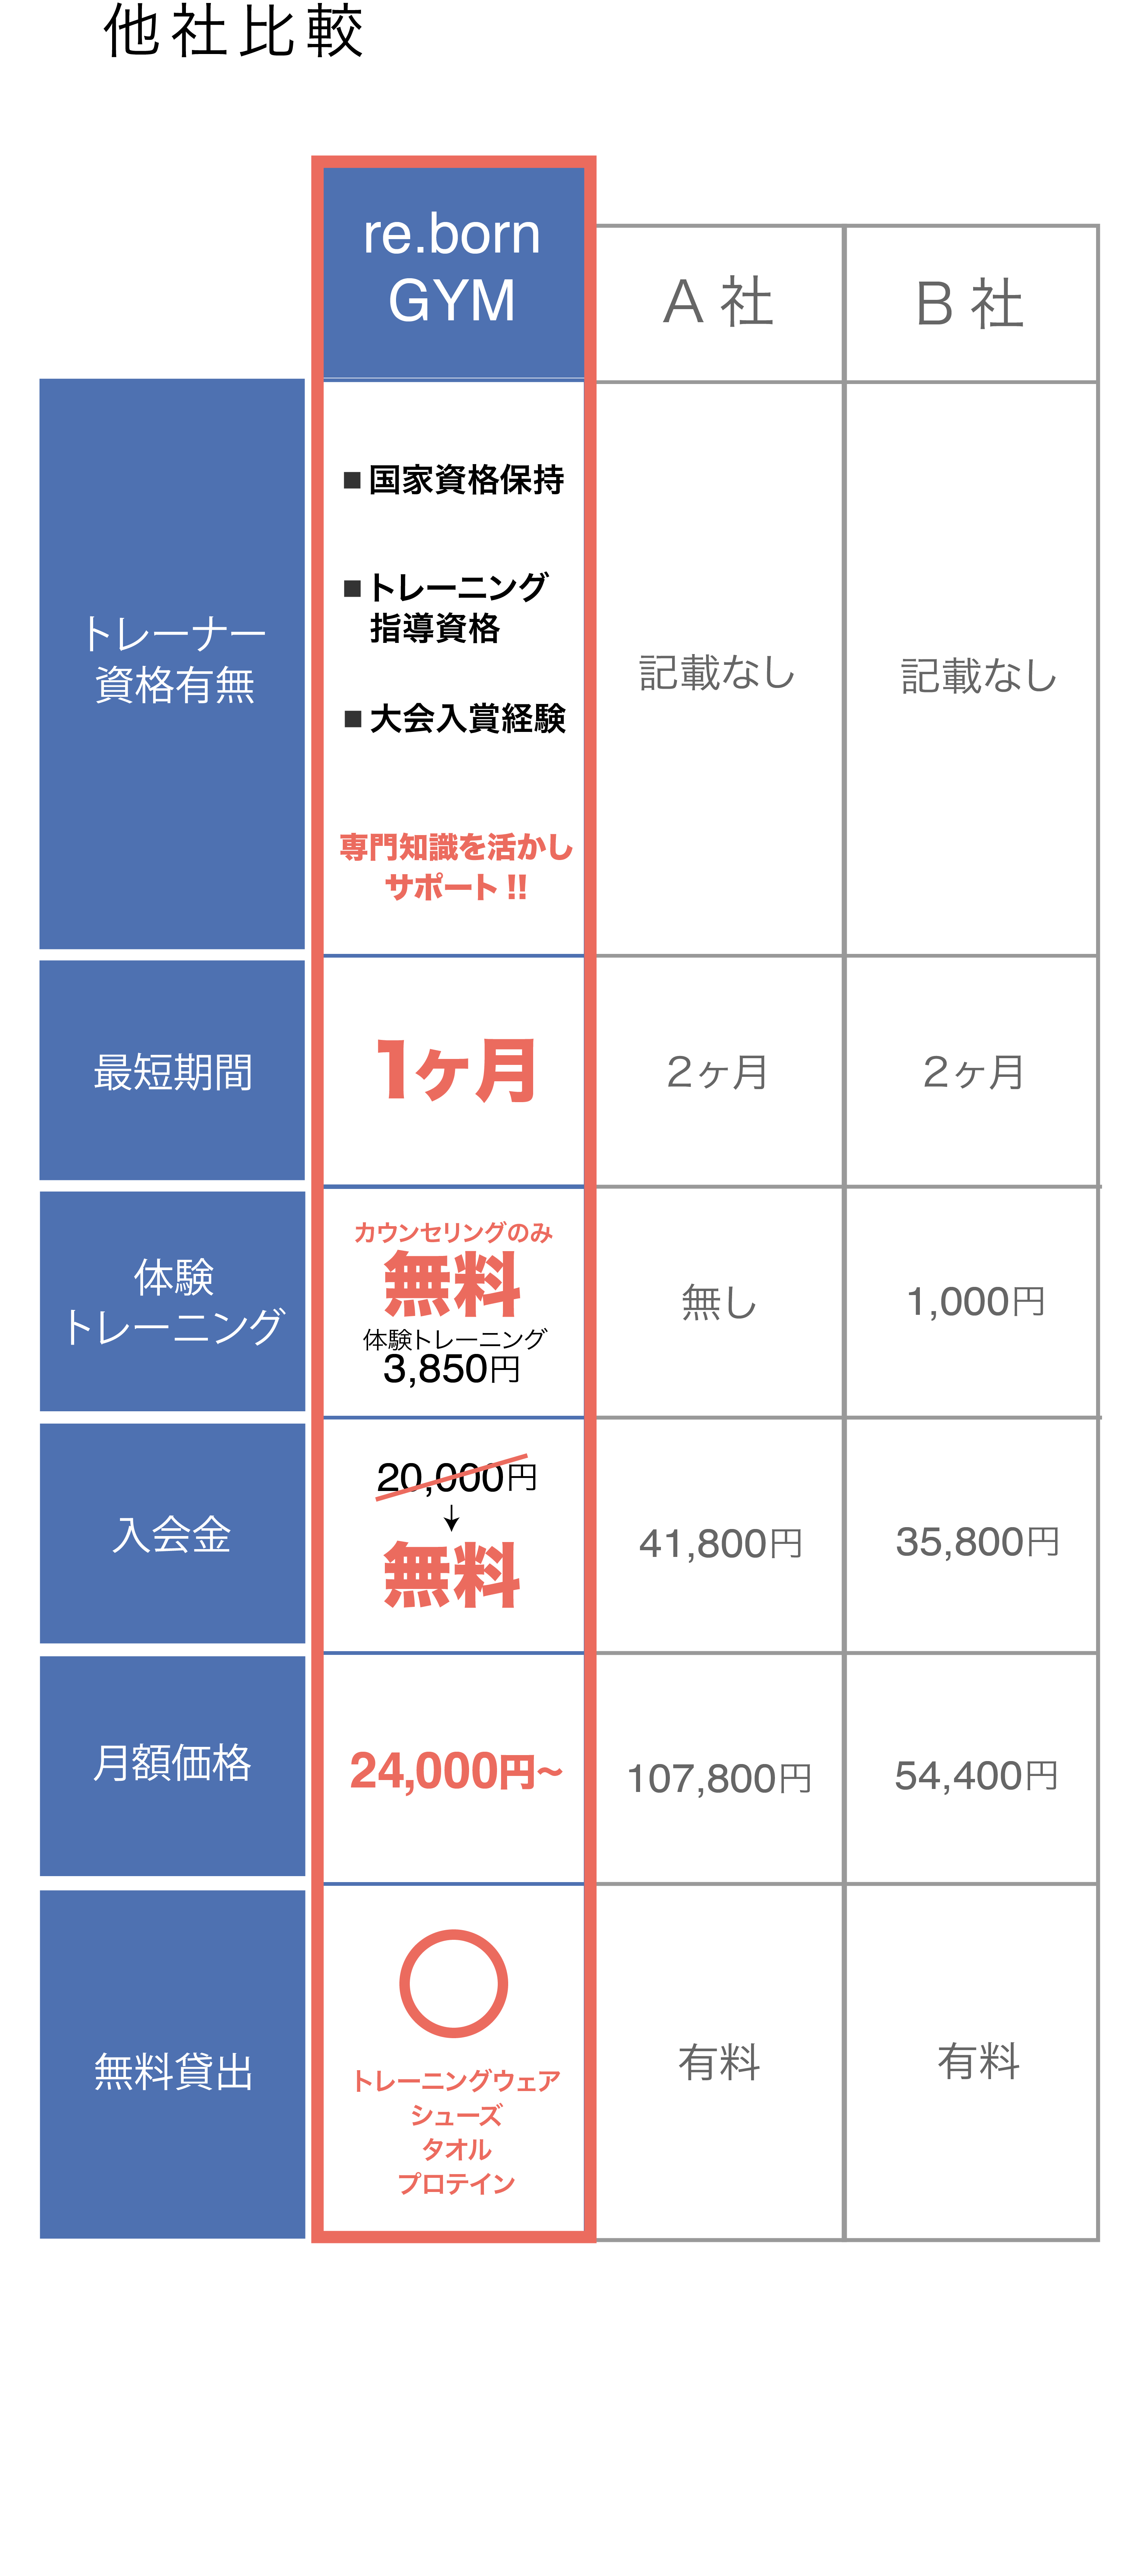 他社比較
re.born
GYM
A 社
B 社
トレーナー
資格有無
■ 国家資格保持
■ トレーニング
指導資格
■ 大会入賞経験
専門知識を活かし
サポート !!
記載なし
記載なし
最短期間
1ヶ月
2ヶ月
2ヶ月
体験
トレーニング
カウンセリングのみ
無料
体験トレーニング
3,850円
無し
1,000円
入会金
20,000円
↓
無料
41,800円
35,800円
月額価格
24,000円~
107,800円
54,400円
無料貸出
トレーニングウェア
シューズ
タオル
プロテイン
有料
有料